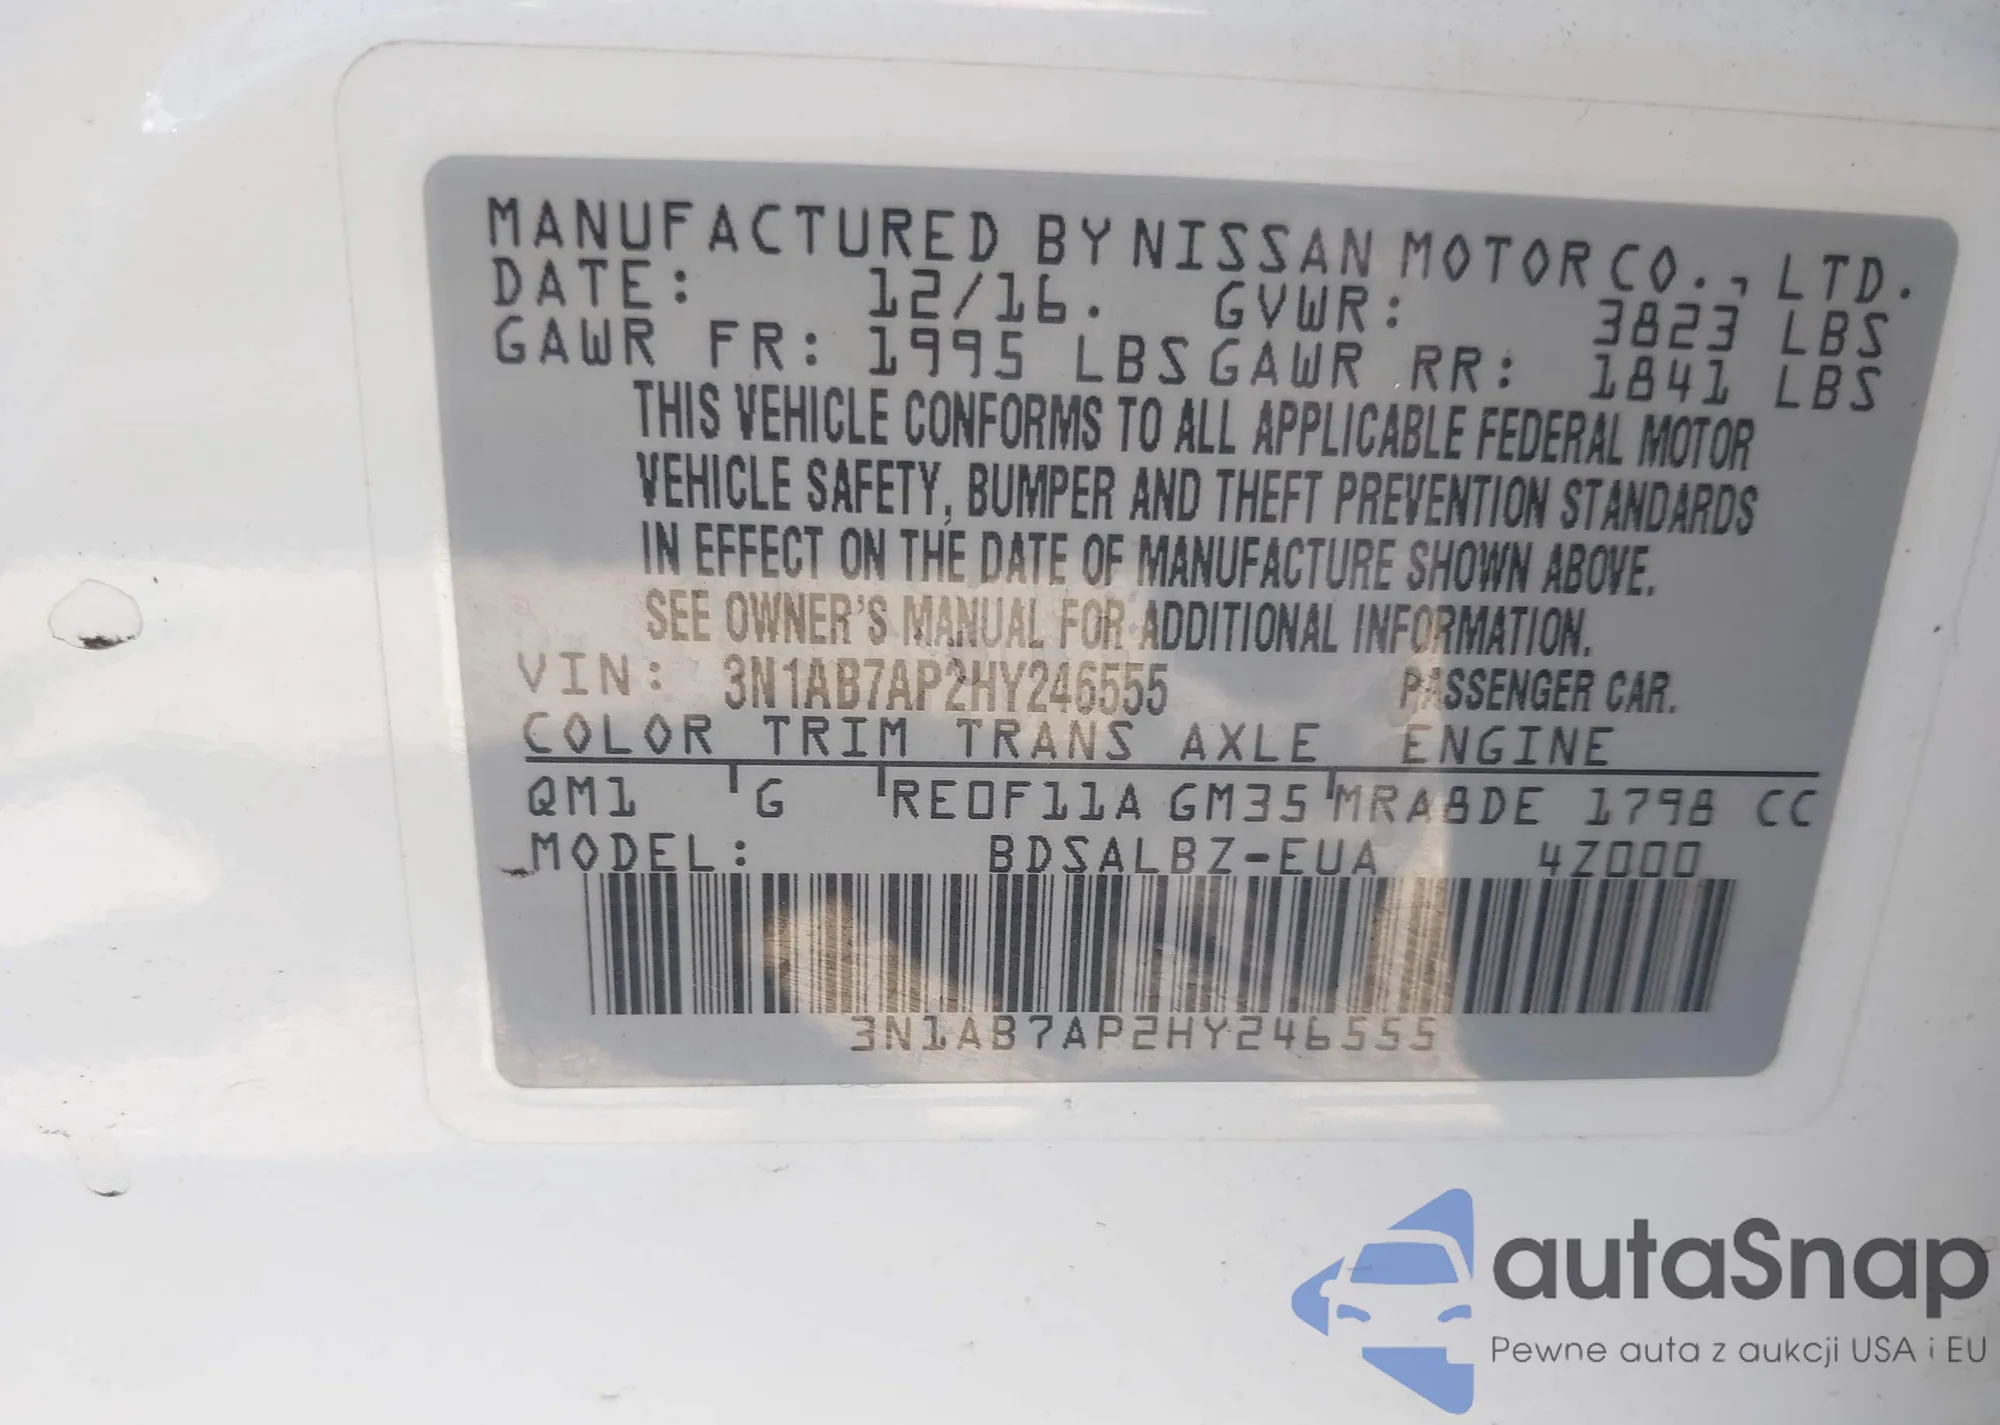 MANUFACTURED BY NISSAN MOTOR CO., LTD.
DATE: 12/16. GVWR: 3823 LBS
GAWR FR: 1995 LBS GAWR RR: 1841 LBS
THIS VEHICLE CONFORMS TO ALL APPLICABLE FEDERAL MOTOR
VEHICLE SAFETY, BUMPER AND THEFT PREVENTION STANDARDS
IN EFFECT ON THE DATE OF MANUFACTURE SHOWN ABOVE.
SEE OWNER'S MANUAL FOR ADDITIONAL INFORMATION.
VIN: 3N1AB7AP2HY246555 PASSENGER CAR.
COLOR TRIM TRANS AXLE ENGINE
QM1 G RE0F11A GM35 MRA8DE 1798 CC
MODEL: BDSALBZ-EUA 4Z000
3N1AB7AP2HY246555
autaSnap
Pewne auta z aukcji USA i EU